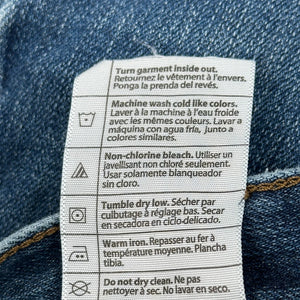 Turn garment inside out.
Retournez le vêtement à l'envers.
Ponga la prenda del revés.
Machine wash cold like colors.
Laver à la machine à l'eau froide
avec les mêmes couleurs. Lavar a
máquina con agua fría, junto a
colores similares.
Non-chlorine bleach. Utiliser un
javellisant non chloré seulement.
Usar solamente blanqueador
sin cloro.
Tumble dry low. Sécher par
culbutage à réglage bas. Secar
en secadora a ciclo-delicado.
Warm iron. Repasser au fer à
température moyenne. Plancha
tibia.
Do not dry clean. Ne pas
nettoyer à sec. No lavar en seco.